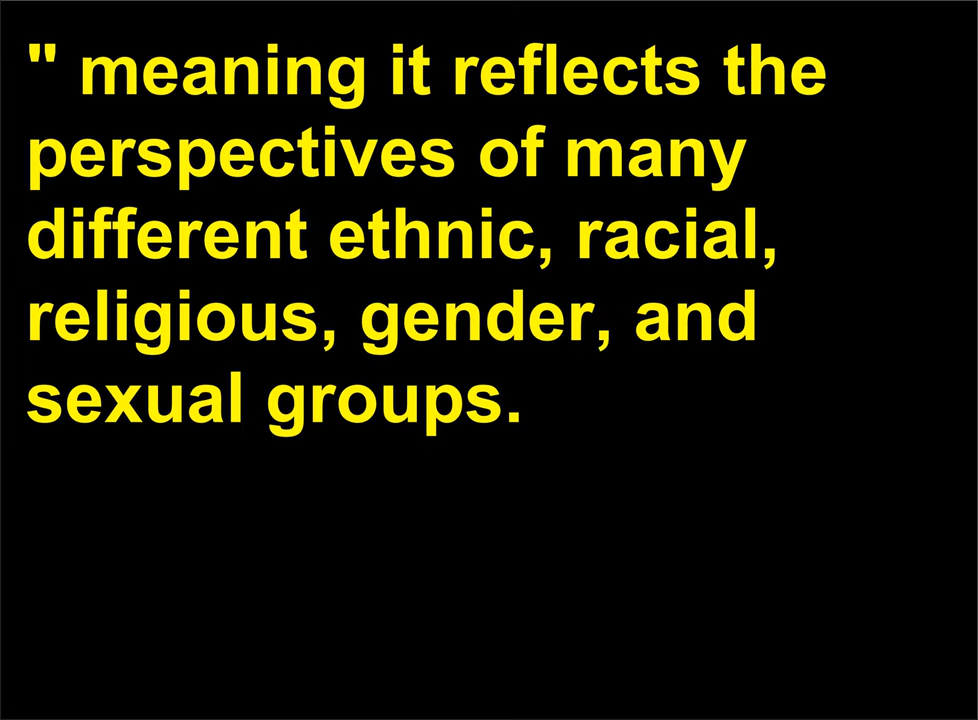 " meaning it reflects the
perspectives of many
different ethnic, racial,
religious, gender, and
sexual groups.